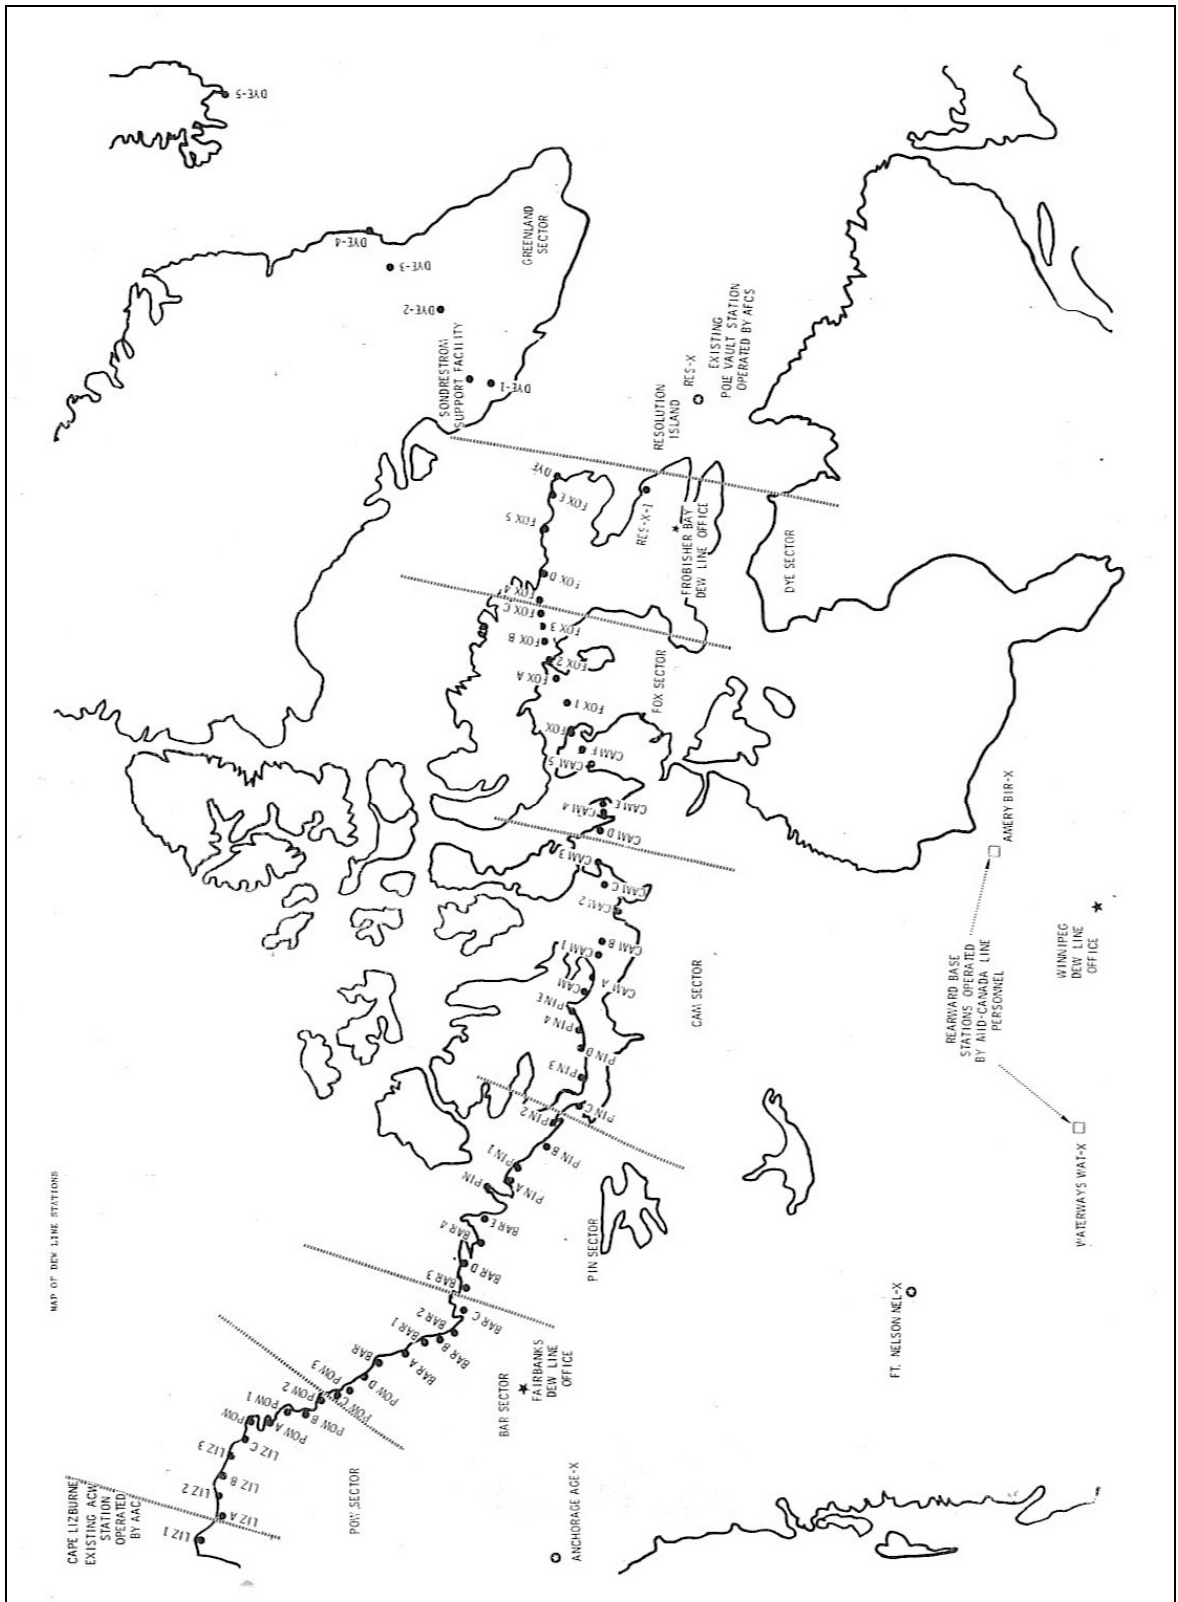 MAP OF DEW LINE STATIONS
CAPE LIZBURNE
EXISTING ACW
STATION
OPERATED
BY AAC
LIZ 1
LIZ A
LIZ 2
LIZ B
LIZ 3
LIZ C
POW
POW A
POW 1
POW B
POW 2
POW C
POW 3
POW D
BAR
BAR A
BAR 1
BAR B
BAR 2
BAR C
BAR 3
BAR D
BAR 4
BAR E
PIN
PIN A
PIN 1
PIN B
PIN 2
PIN C
PIN 3
PIN D
PIN 4
PIN E
CAM
CAM A
CAM 1
CAM B
CAM 2
CAM C
CAM 3
CAM D
CAM 4
CAM E
CAM 5
CAM F
FOX
FOX 1
FOX A
FOX 2
FOX B
FOX 3
FOX C
FOX 4
FOX D
FOX 5
FOX E
DYE
DYE-1
SONDRESTROM
SUPPORT FACILITY
DYE-2
DYE-3
DYE-4
DYE-5
POW SECTOR
BAR SECTOR
PIN SECTOR
CAM SECTOR
FOX SECTOR
DYE SECTOR
GREENLAND
SECTOR
RES-X-1
RESOLUTION
ISLAND
RES-X
EXISTING
POLE VAULT STATION
OPERATED BY AFCS
FROBISHER BAY
DEW LINE OFFICE
FAIRBANKS
DEW LINE
OFFICE
ANCHORAGE AGE-X
FT. NELSON NEL-X
WATERWAYS WAT-X
REARWARD BASE
STATIONS OPERATED
BY MID-CANADA LINE
PERSONNEL
AMERY BIR-X
WINNIPEG
DEW LINE
OFFICE